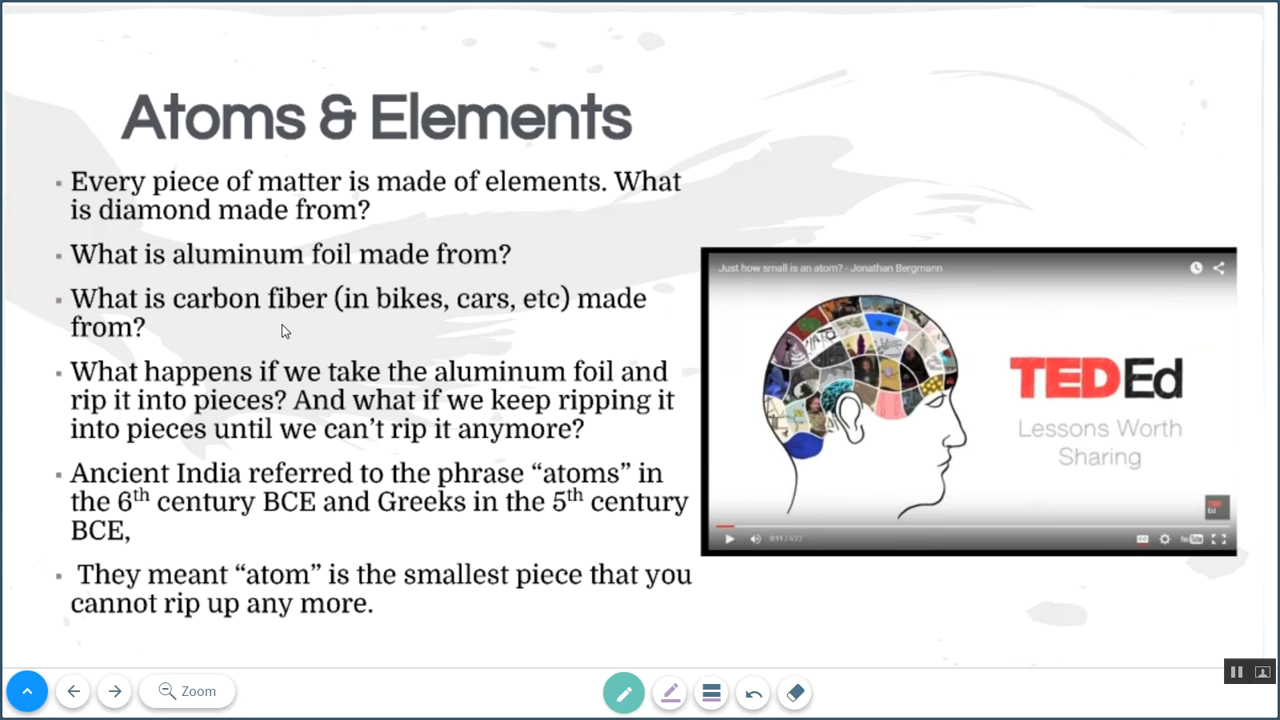 Atoms & Elements
▪ Every piece of matter is made of elements. What
is diamond made from?
▪ What is aluminum foil made from?
▪ What is carbon fiber (in bikes, cars, etc) made
from?
▪ What happens if we take the aluminum foil and
rip it into pieces? And what if we keep ripping it
into pieces until we can’t rip it anymore?
▪ Ancient India referred to the phrase “atoms” in
the 6th century BCE and Greeks in the 5th century
BCE,
▪ They meant “atom” is the smallest piece that you
cannot rip up any more.
Just how small is an atom? - Jonathan Bergmann
TEDEd
Lessons Worth
Sharing
Zoom